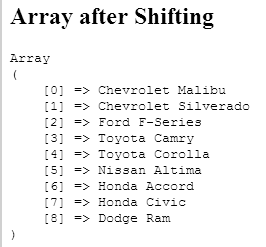 Array after Shifting
Array
(
[0] => Chevrolet Malibu
[1] => Chevrolet Silverado
[2] => Ford F-Series
[3] => Toyota Camry
[4] => Toyota Corolla
[5] => Nissan Altima
[6] => Honda Accord
[7] => Honda Civic
[8] => Dodge Ram
)